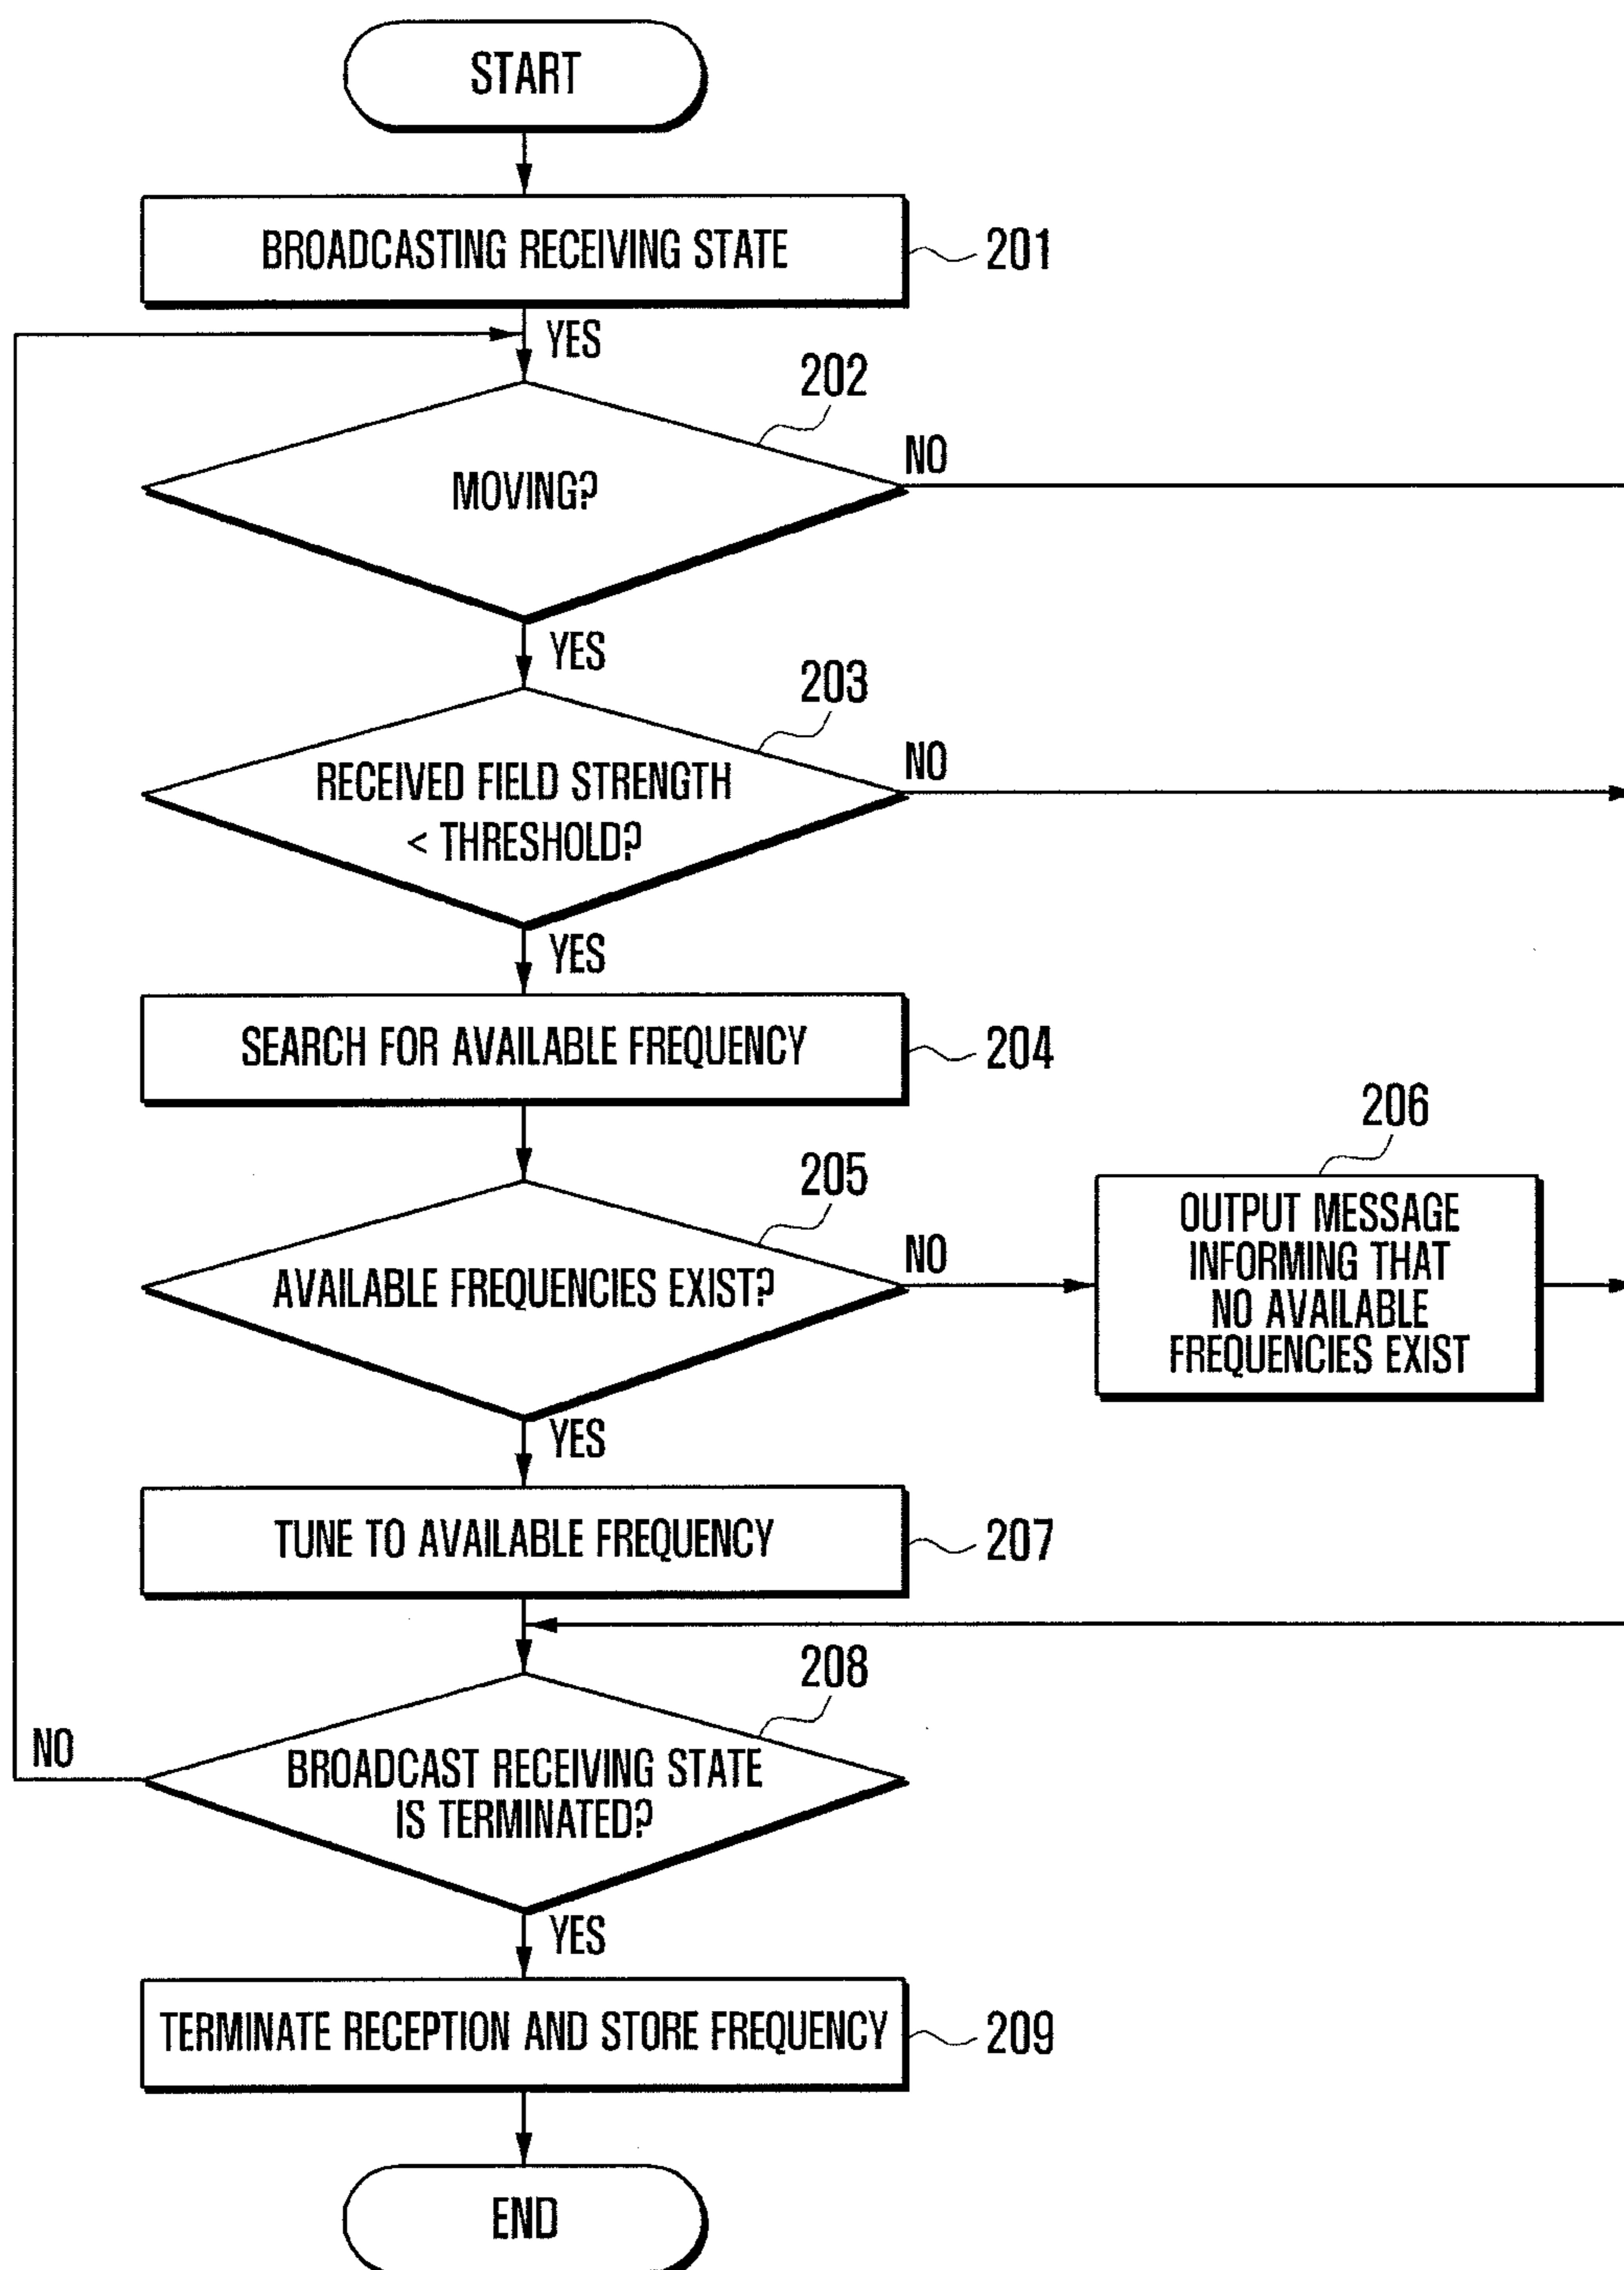 START
BROADCASTING RECEIVING STATE
201
YES
202
MOVING?
NO
YES
203
RECEIVED FIELD STRENGTH
< THRESHOLD?
NO
YES
SEARCH FOR AVAILABLE FREQUENCY
204
205
AVAILABLE FREQUENCIES EXIST?
NO
206
OUTPUT MESSAGE
INFORMING THAT
NO AVAILABLE
FREQUENCIES EXIST
YES
TUNE TO AVAILABLE FREQUENCY
207
208
BROADCAST RECEIVING STATE
IS TERMINATED?
NO
YES
TERMINATE RECEPTION AND STORE FREQUENCY
209
END